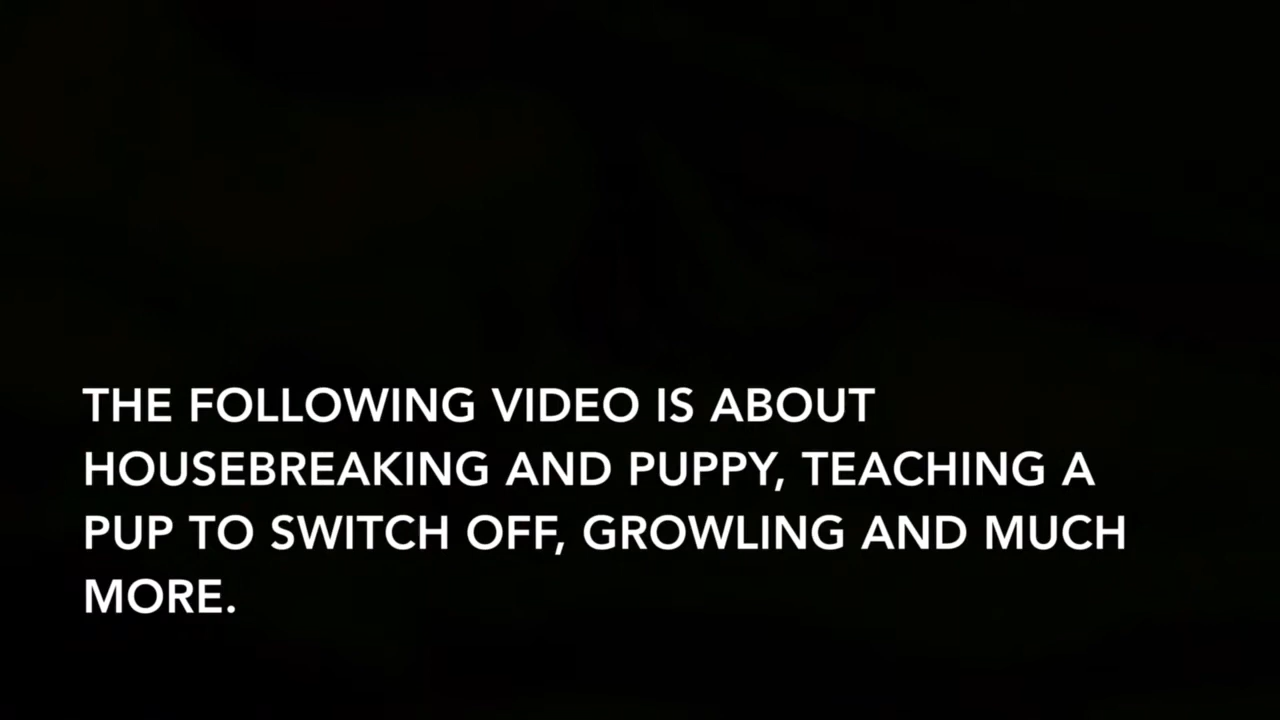 THE FOLLOWING VIDEO IS ABOUT
HOUSEBREAKING AND PUPPY, TEACHING A
PUP TO SWITCH OFF, GROWLING AND MUCH
MORE.